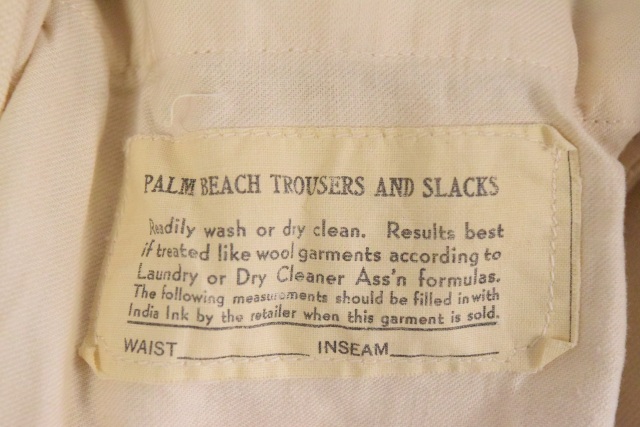 PALM BEACH TROUSERS AND SLACKS
Readily wash or dry clean. Results best
if treated like wool garments according to
Laundry or Dry Cleaner Ass'n formulas.
The following measurements should be filled in with
India Ink by the retailer when this garment is sold.
WAIST__________ INSEAM__________